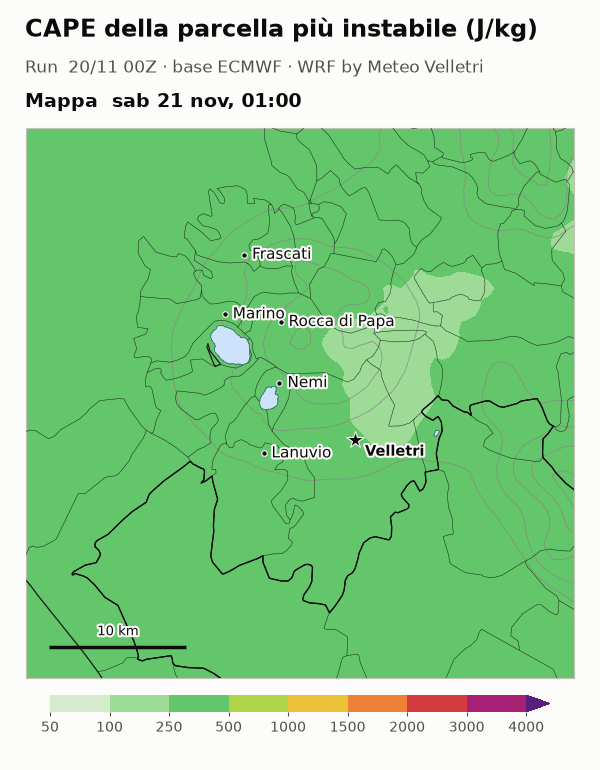 CAPE della parcella più instabile (J/kg)
Run  20/11 00Z · base ECMWF · WRF by Meteo Velletri
Mappa  sab 21 nov, 01:00
Frascati
Marino
Rocca di Papa
Nemi
Velletri
Lanuvio
10 km
50 100 250 500 1000 1500 2000 3000 4000